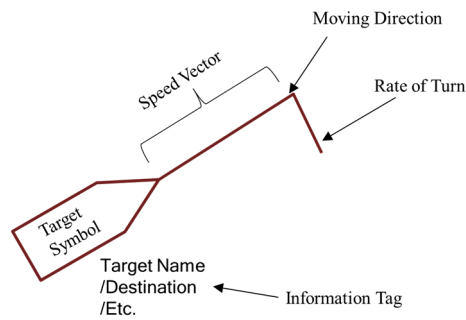 Moving Direction
Speed Vector
Rate of Turn
Target
Symbol
Target Name
/Destination
/Etc.
Information Tag